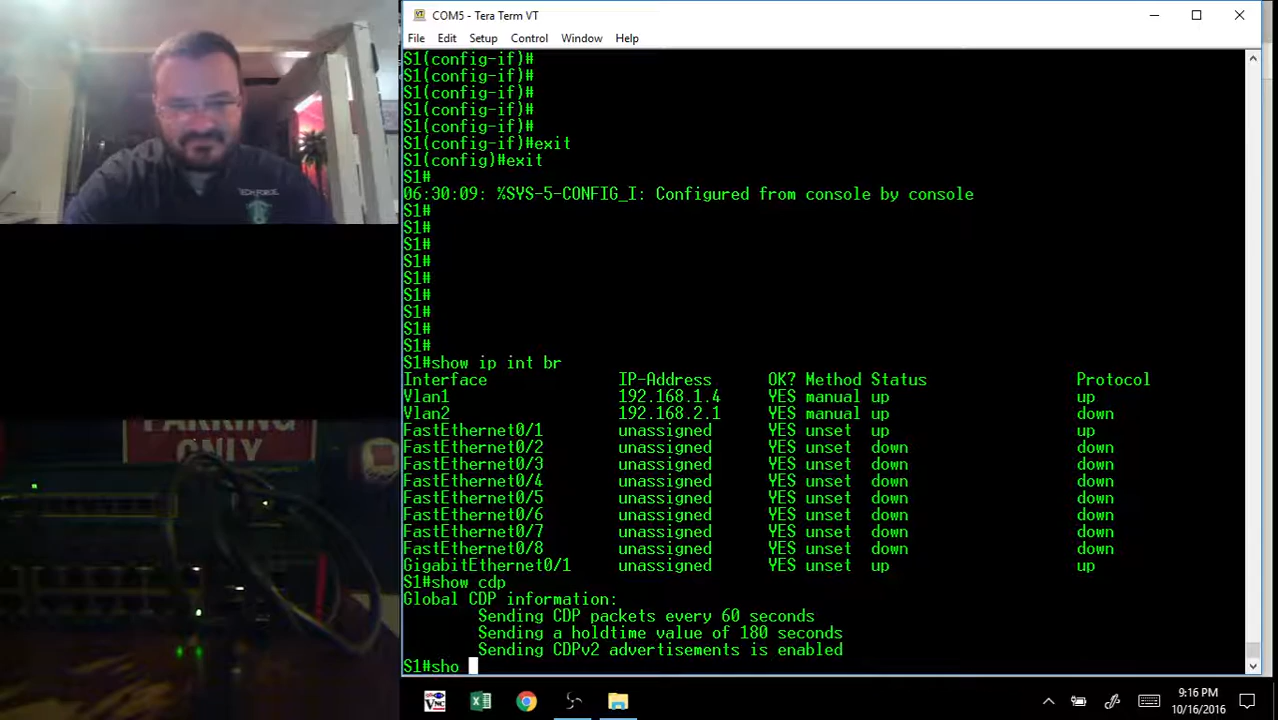 COM5 - Tera Term VT
File Edit Setup Control Window Help
S1(config-if)#
S1(config-if)#
S1(config-if)#
S1(config-if)#
S1(config-if)#
S1(config-if)#exit
S1(config)#exit
S1#
06:30:09: %SYS-5-CONFIG_I: Configured from console by console
S1#
S1#
S1#
S1#
S1#
S1#
S1#
S1#
S1#
S1#show ip int br
Interface IP-Address OK? Method Status Protocol
Vlan1 192.168.1.4 YES manual up up
Vlan2 192.168.2.1 YES manual up down
FastEthernet0/1 unassigned YES unset up up
FastEthernet0/2 unassigned YES unset down down
FastEthernet0/3 unassigned YES unset down down
FastEthernet0/4 unassigned YES unset down down
FastEthernet0/5 unassigned YES unset down down
FastEthernet0/6 unassigned YES unset down down
FastEthernet0/7 unassigned YES unset down down
FastEthernet0/8 unassigned YES unset down down
GigabitEthernet0/1 unassigned YES unset up up
S1#show cdp
Global CDP information:
Sending CDP packets every 60 seconds
Sending a holdtime value of 180 seconds
Sending CDPv2 advertisements is enabled
S1#sho
PARKING
ONLY
9:16 PM
10/16/2016